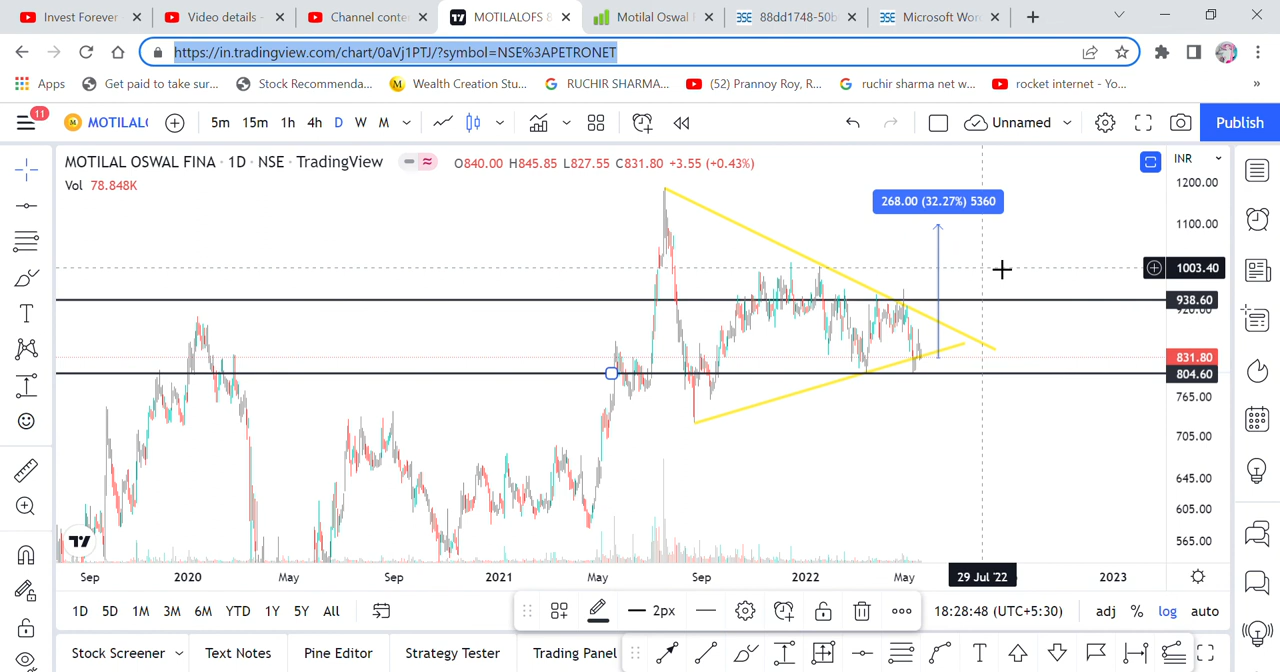 Invest Forever
Video details -
Channel conte
MOTILALOFS 8
Motilal Oswal
88dd1748-50b
Microsoft Wor
https://in.tradingview.com/chart/0aVj1PTJ/?symbol=NSE%3APETRONET
Apps
Get paid to take sur...
Stock Recommenda...
Wealth Creation Stu...
RUCHIR SHARMA...
(52) Prannoy Roy, R...
ruchir sharma net w...
rocket internet - Yo...
»
11
MOTILALO
5m 15m 1h 4h D W M
Unnamed
Publish
MOTILAL OSWAL FINA · 1D · NSE · TradingView
O840.00 H845.85 L827.55 C831.80 +3.55 (+0.43%)
INR
Vol 78.848K
1200.00
268.00 (32.27%) 5360
1100.00
1003.40
938.60
920.00
831.80
804.60
765.00
705.00
645.00
605.00
565.00
Sep 2020 May Sep 2021 May Sep 2022 May 29 Jul '22 2023
1D 5D 1M 3M 6M YTD 1Y 5Y All
2px
18:28:48 (UTC+5:30)
adj % log auto
Stock Screener
Text Notes
Pine Editor
Strategy Tester
Trading Panel